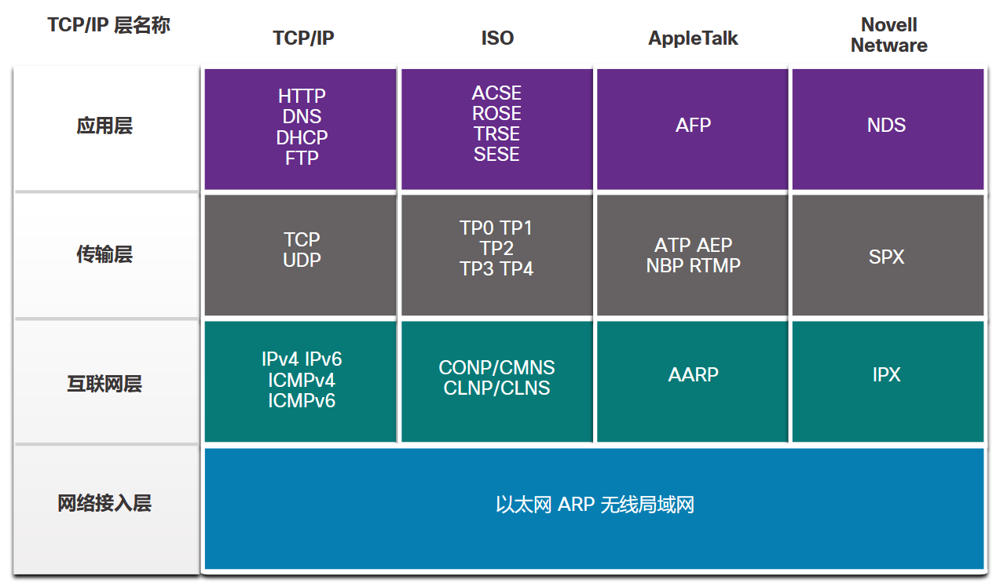 TCP/IP 层名称
TCP/IP
ISO
AppleTalk
Novell
Netware
应用层
HTTP
DNS
DHCP
FTP
ACSE
ROSE
TRSE
SESE
AFP
NDS
传输层
TCP
UDP
TP0 TP1
TP2
TP3 TP4
ATP AEP
NBP RTMP
SPX
互联网层
IPv4 IPv6
ICMPv4
ICMPv6
CONP/CMNS
CLNP/CLNS
AARP
IPX
网络接入层
以太网 ARP 无线局域网